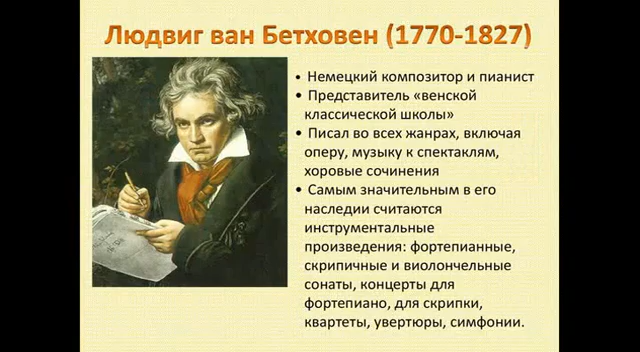 Людвиг ван Бетховен (1770-1827)
• Немецкий композитор и пианист
• Представитель «венской
классической школы»
• Писал во всех жанрах, включая
оперу, музыку к спектаклям,
хоровые сочинения
• Самым значительным в его
наследии считаются
инструментальные
произведения: фортепианные,
скрипичные и виолончельные
сонаты, концерты для
фортепиано, для скрипки,
квартеты, увертюры, симфонии.